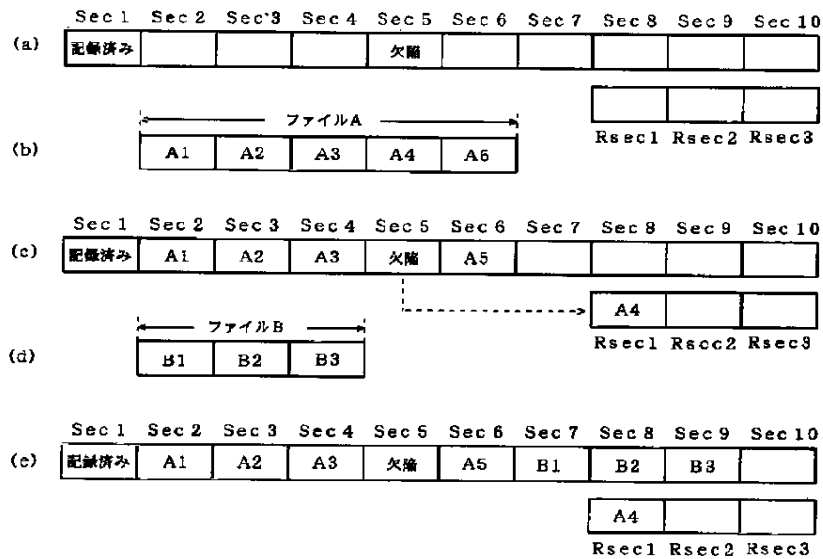 Sec 1 Sec 2 Sec 3 Sec 4 Sec 5 Sec 6 Sec 7 Sec 8 Sec 9 Sec 10
(a) 記録済み 欠陥
Rsec1 Rsec2 Rsec3
ファイルA
(b) A1 A2 A3 A4 A5
Sec 1 Sec 2 Sec 3 Sec 4 Sec 5 Sec 6 Sec 7 Sec 8 Sec 9 Sec 10
(c) 記録済み A1 A2 A3 欠陥 A5
A4
Rsec1 Rsec2 Rsec3
ファイルB
(d) B1 B2 B3
Sec 1 Sec 2 Sec 3 Sec 4 Sec 5 Sec 6 Sec 7 Sec 8 Sec 9 Sec 10
(e) 記録済み A1 A2 A3 欠陥 A5 B1 B2 B3
A4
Rsec1 Rsec2 Rsec3